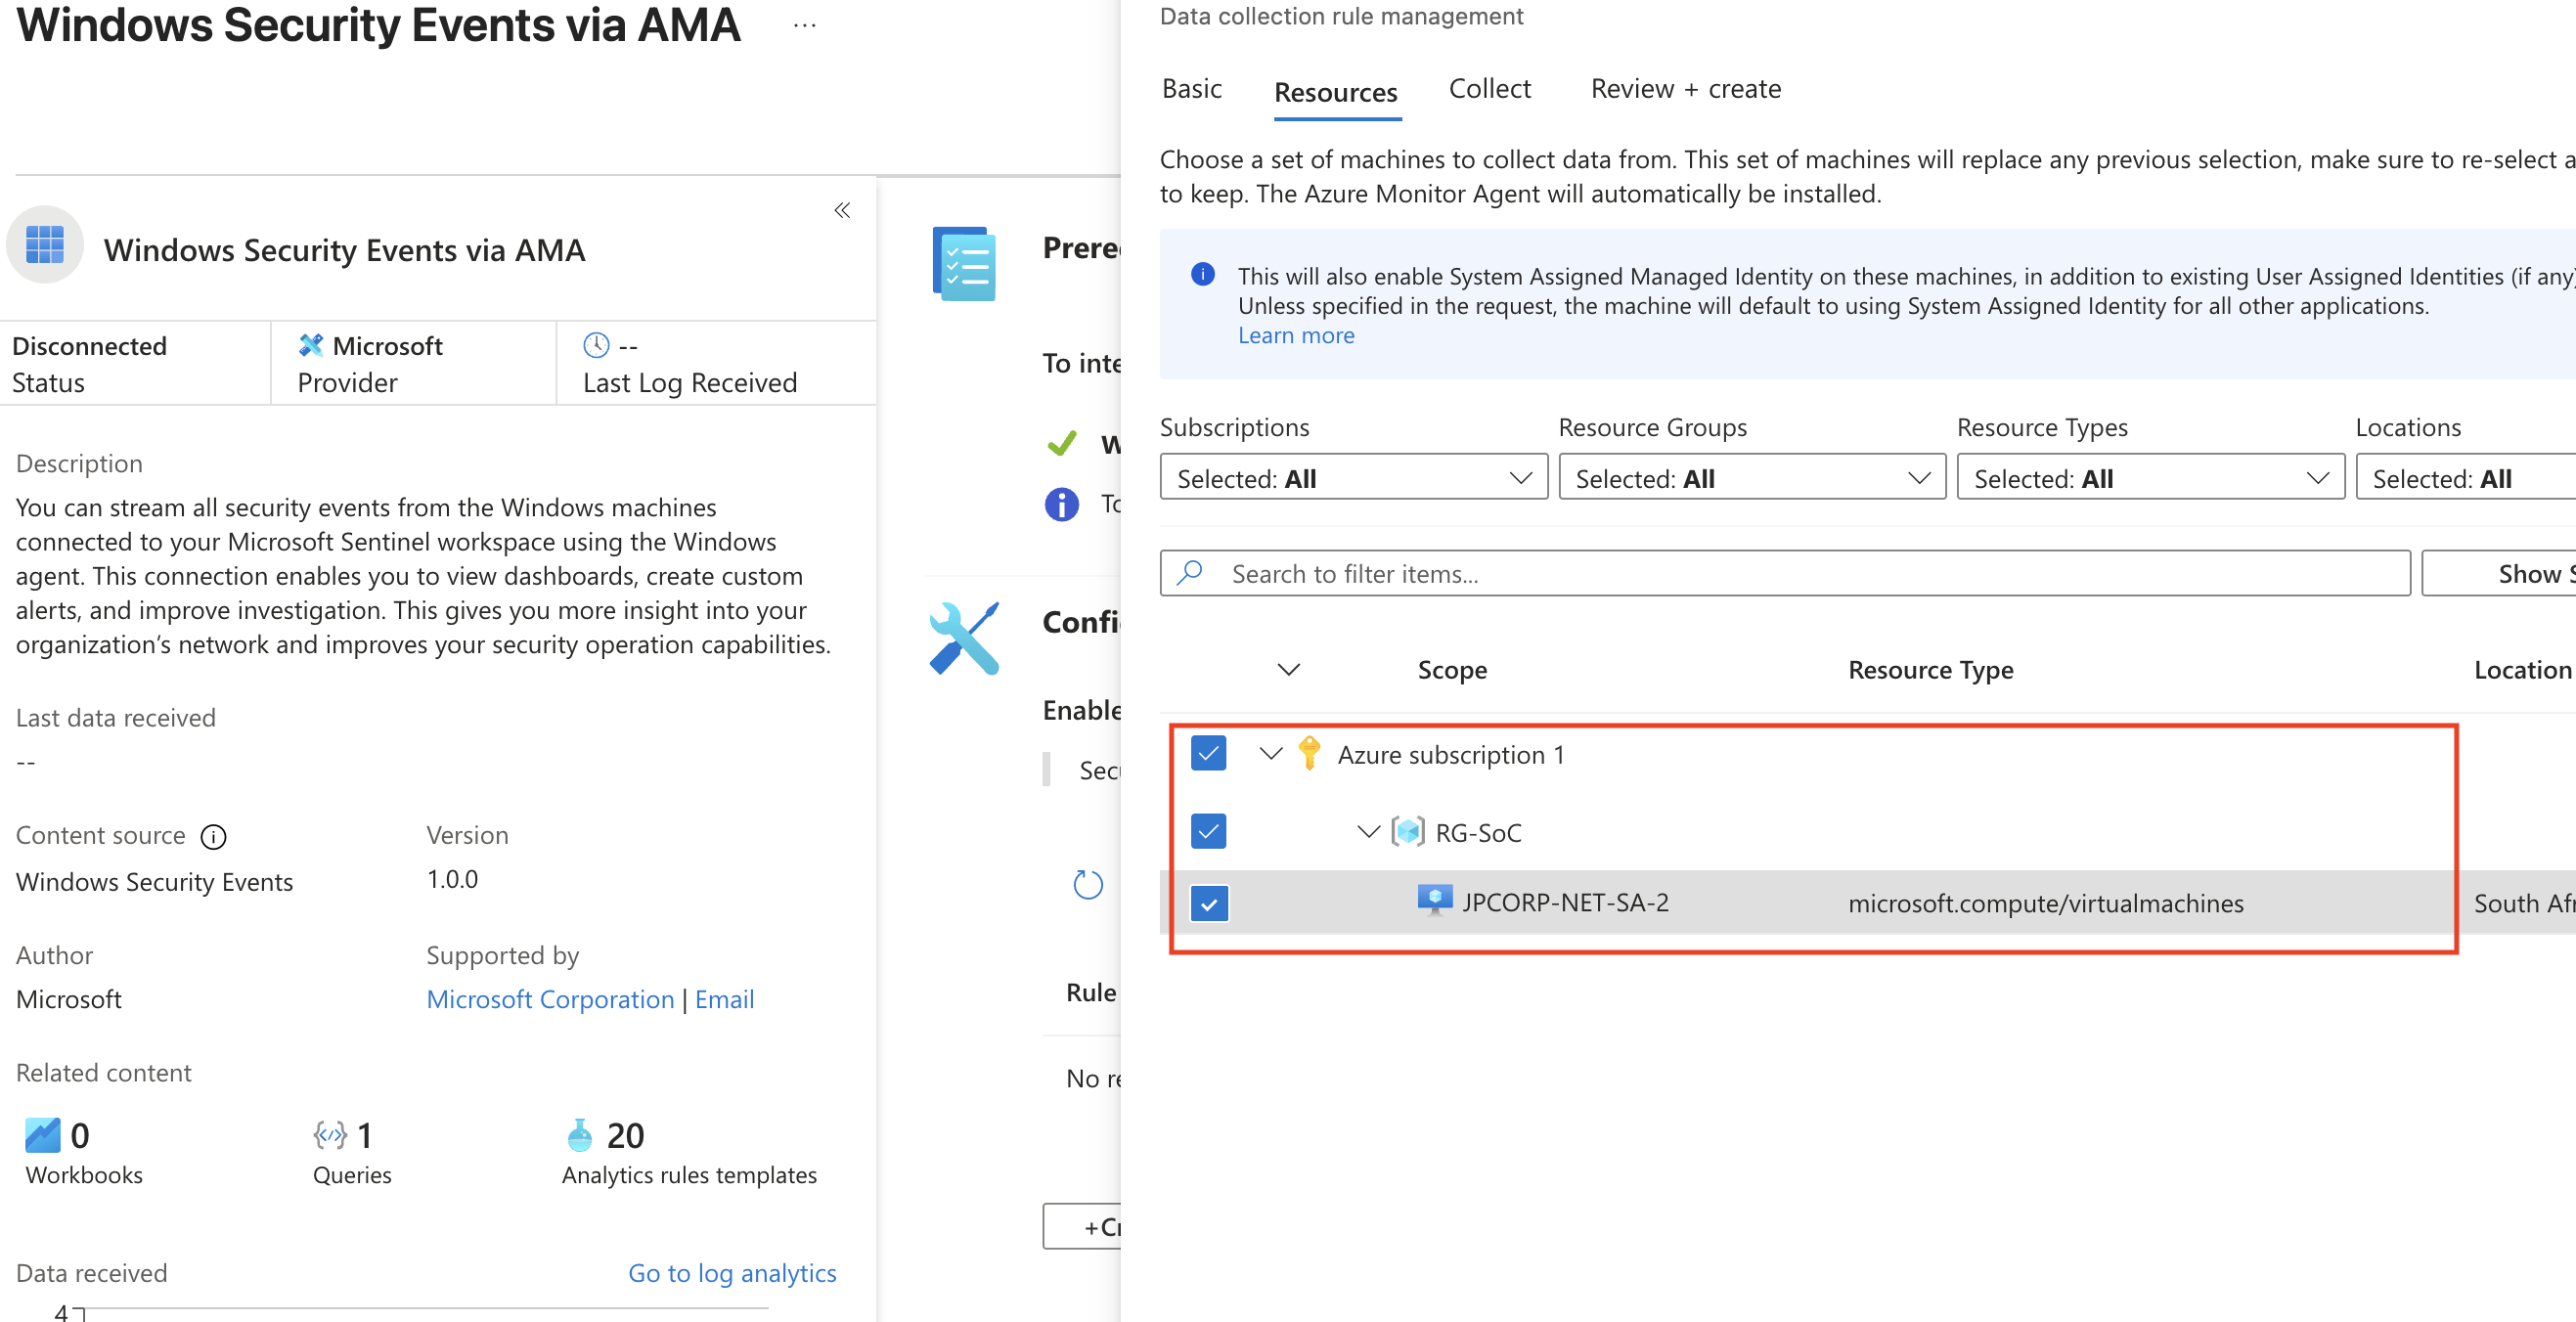 Windows Security Events via AMA
...
Windows Security Events via AMA
Disconnected
Status
Microsoft
Provider
--
Last Log Received
Description
You can stream all security events from the Windows machines
connected to your Microsoft Sentinel workspace using the Windows
agent. This connection enables you to view dashboards, create custom
alerts, and improve investigation. This gives you more insight into your
organization’s network and improves your security operation capabilities.
Last data received
--
Content source
Version
Windows Security Events
1.0.0
Author
Supported by
Microsoft
Microsoft Corporation | Email
Related content
0
Workbooks
1
Queries
20
Analytics rules templates
Data received
Go to log analytics
4
Prere
To inte
W
To
Confi
Enable
Secu
Rule
No re
+Cr
Data collection rule management
Basic
Resources
Collect
Review + create
Choose a set of machines to collect data from. This set of machines will replace any previous selection, make sure to re-select a
to keep. The Azure Monitor Agent will automatically be installed.
This will also enable System Assigned Managed Identity on these machines, in addition to existing User Assigned Identities (if any)
Unless specified in the request, the machine will default to using System Assigned Identity for all other applications.
Learn more
Subscriptions
Resource Groups
Resource Types
Locations
Selected: All
Selected: All
Selected: All
Selected: All
Search to filter items...
Show S
Scope
Resource Type
Location
Azure subscription 1
RG-SoC
JPCORP-NET-SA-2
microsoft.compute/virtualmachines
South Afr